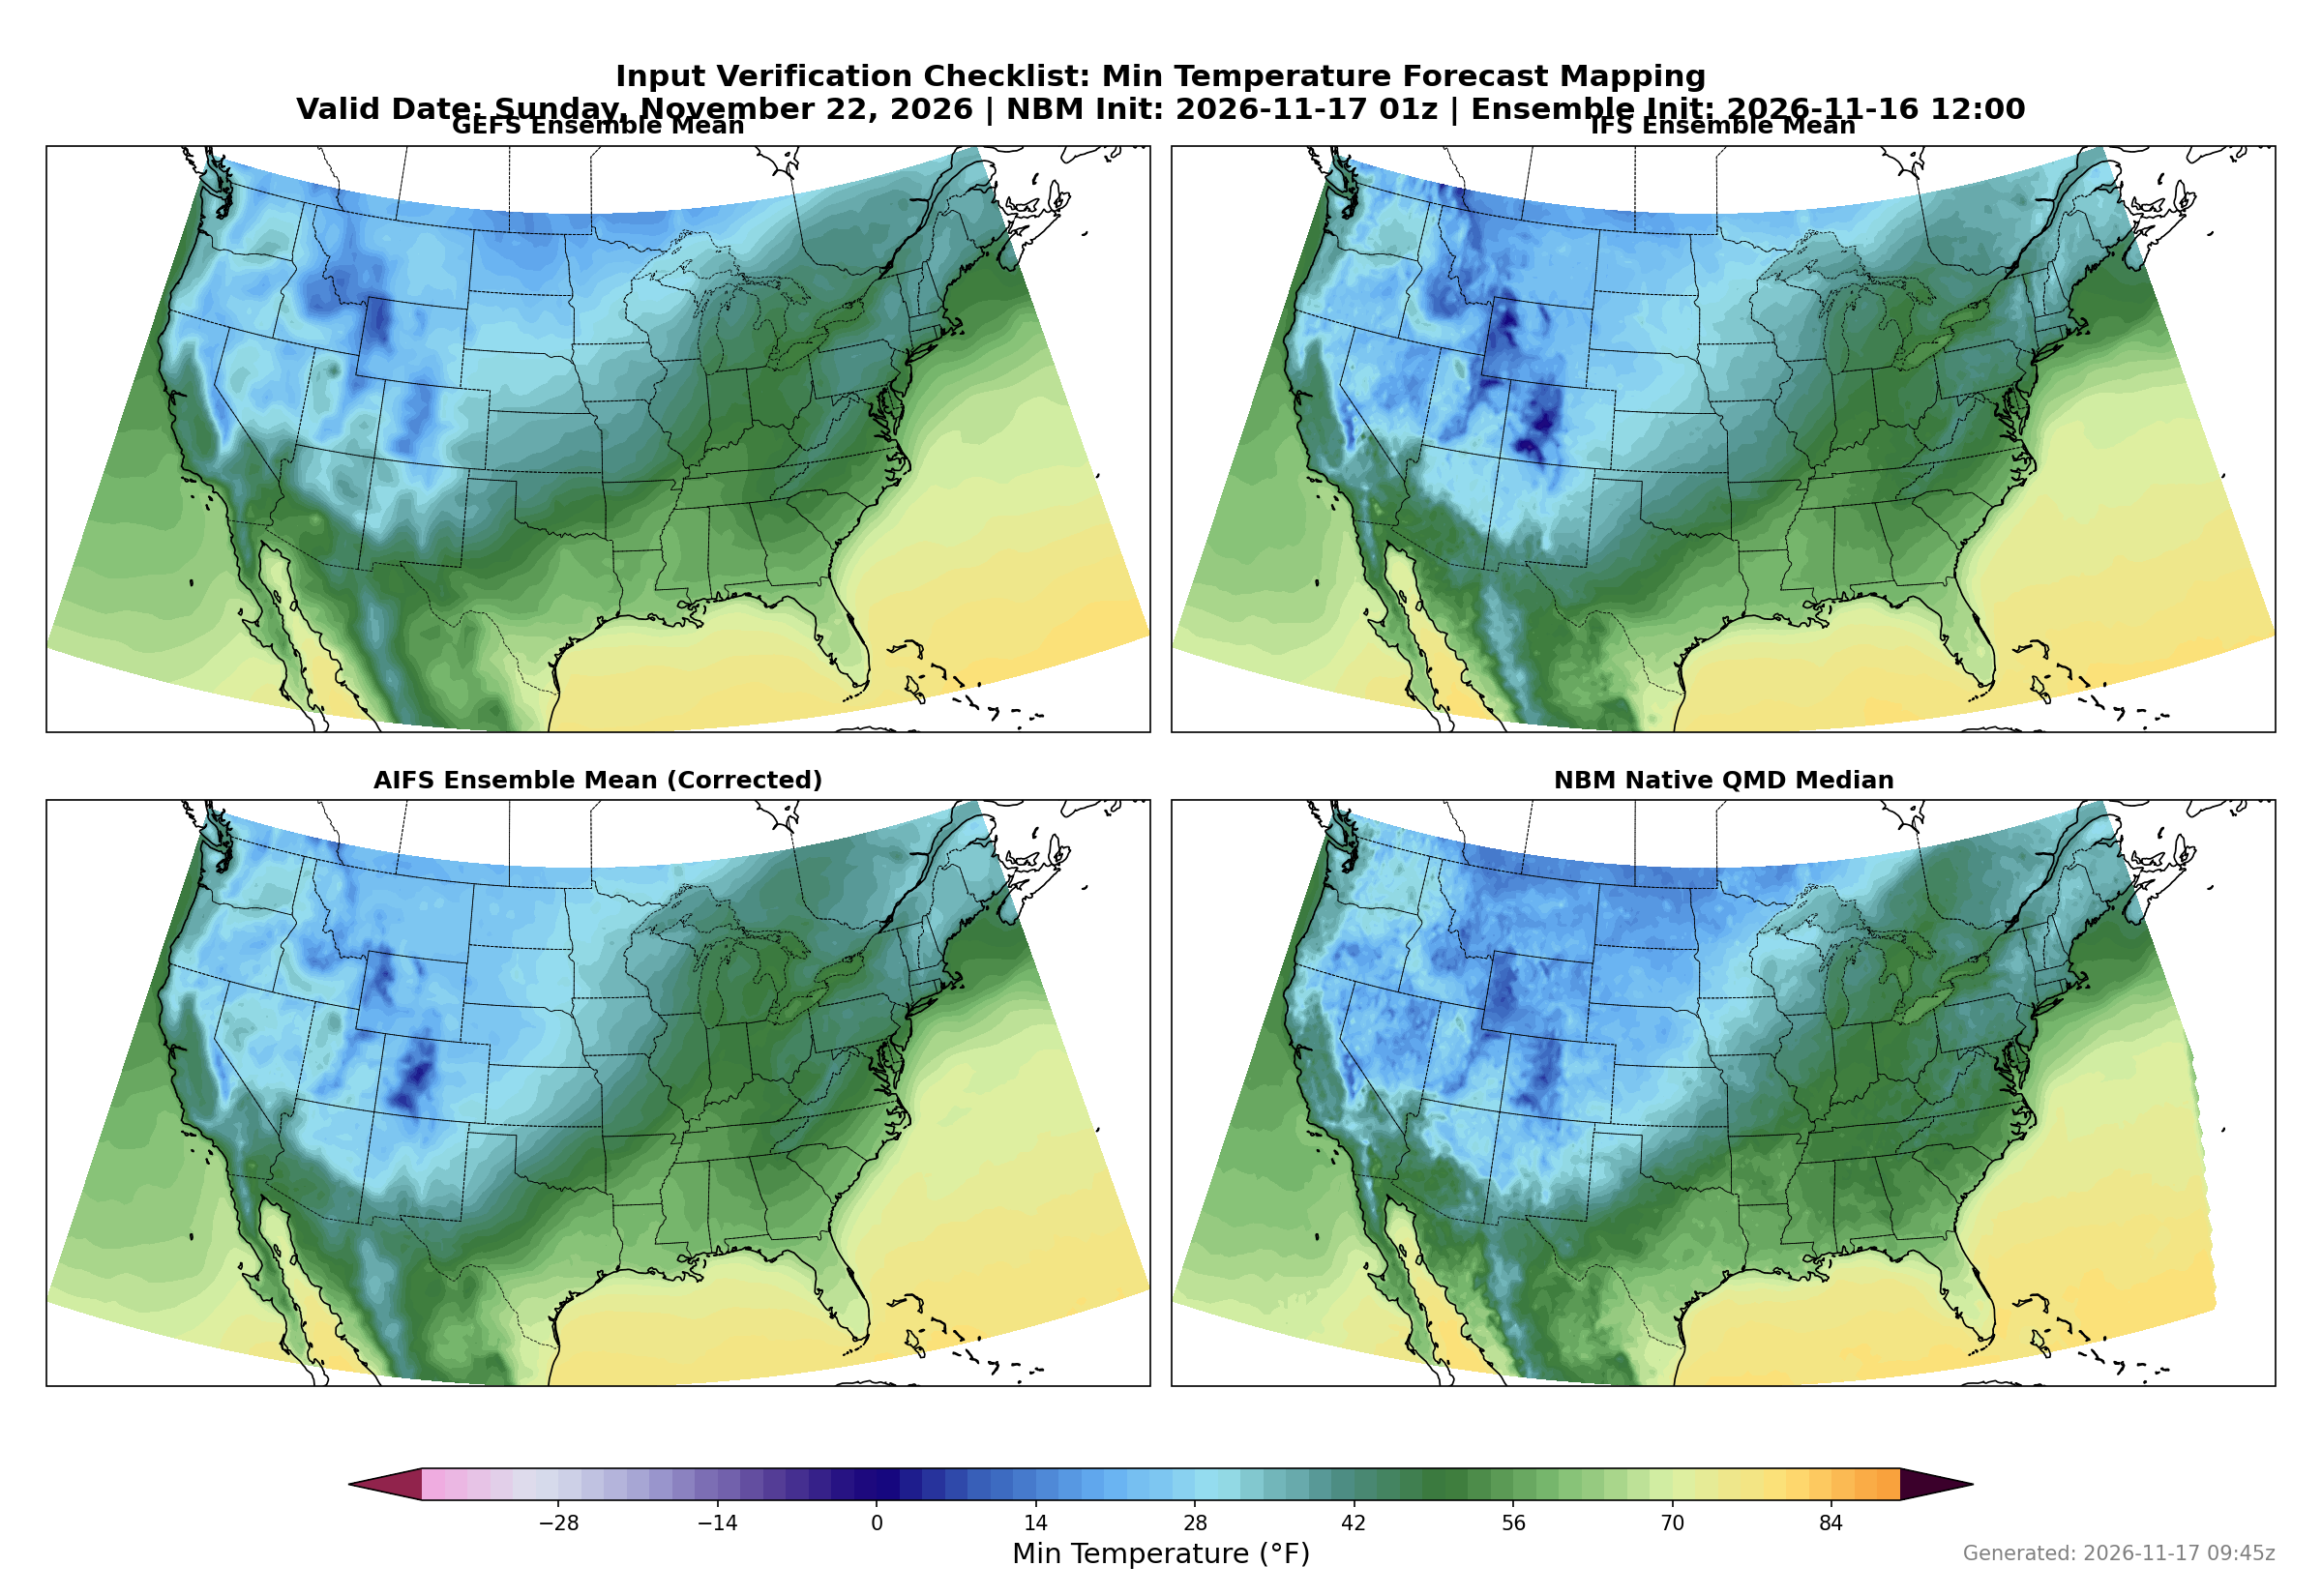 Input Verification Checklist: Min Temperature Forecast Mapping
Valid Date: Sunday, November 22, 2026 | NBM Init: 2026-11-17 01z | Ensemble Init: 2026-11-16 12:00
GEFS Ensemble Mean
IFS Ensemble Mean
AIFS Ensemble Mean (Corrected)
NBM Native QMD Median
−28 −14 0 14 28 42 56 70 84
Min Temperature (°F)
Generated: 2026-11-17 09:45z